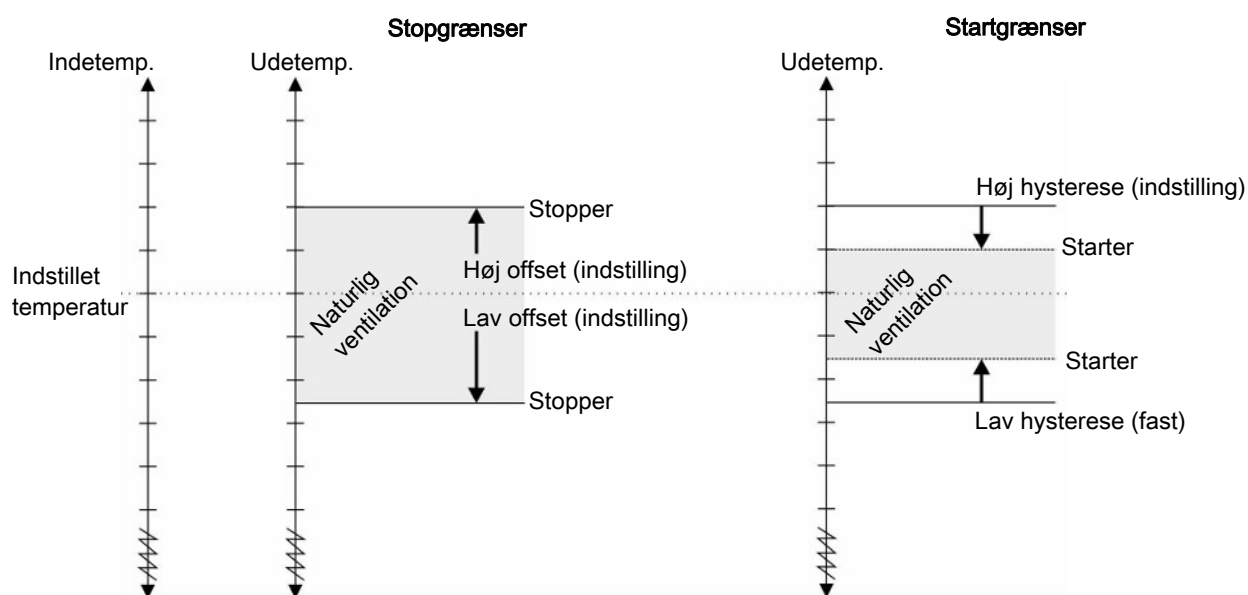 Stopgrænser
Startgrænser
Indetemp.
Udetemp.
Udetemp.
Høj hysterese (indstilling)
Stopper
Starter
Høj offset (indstilling)
Indstillet
temperatur
Naturlig
ventilation
Naturlig
ventilation
Lav offset (indstilling)
Starter
Stopper
Lav hysterese (fast)